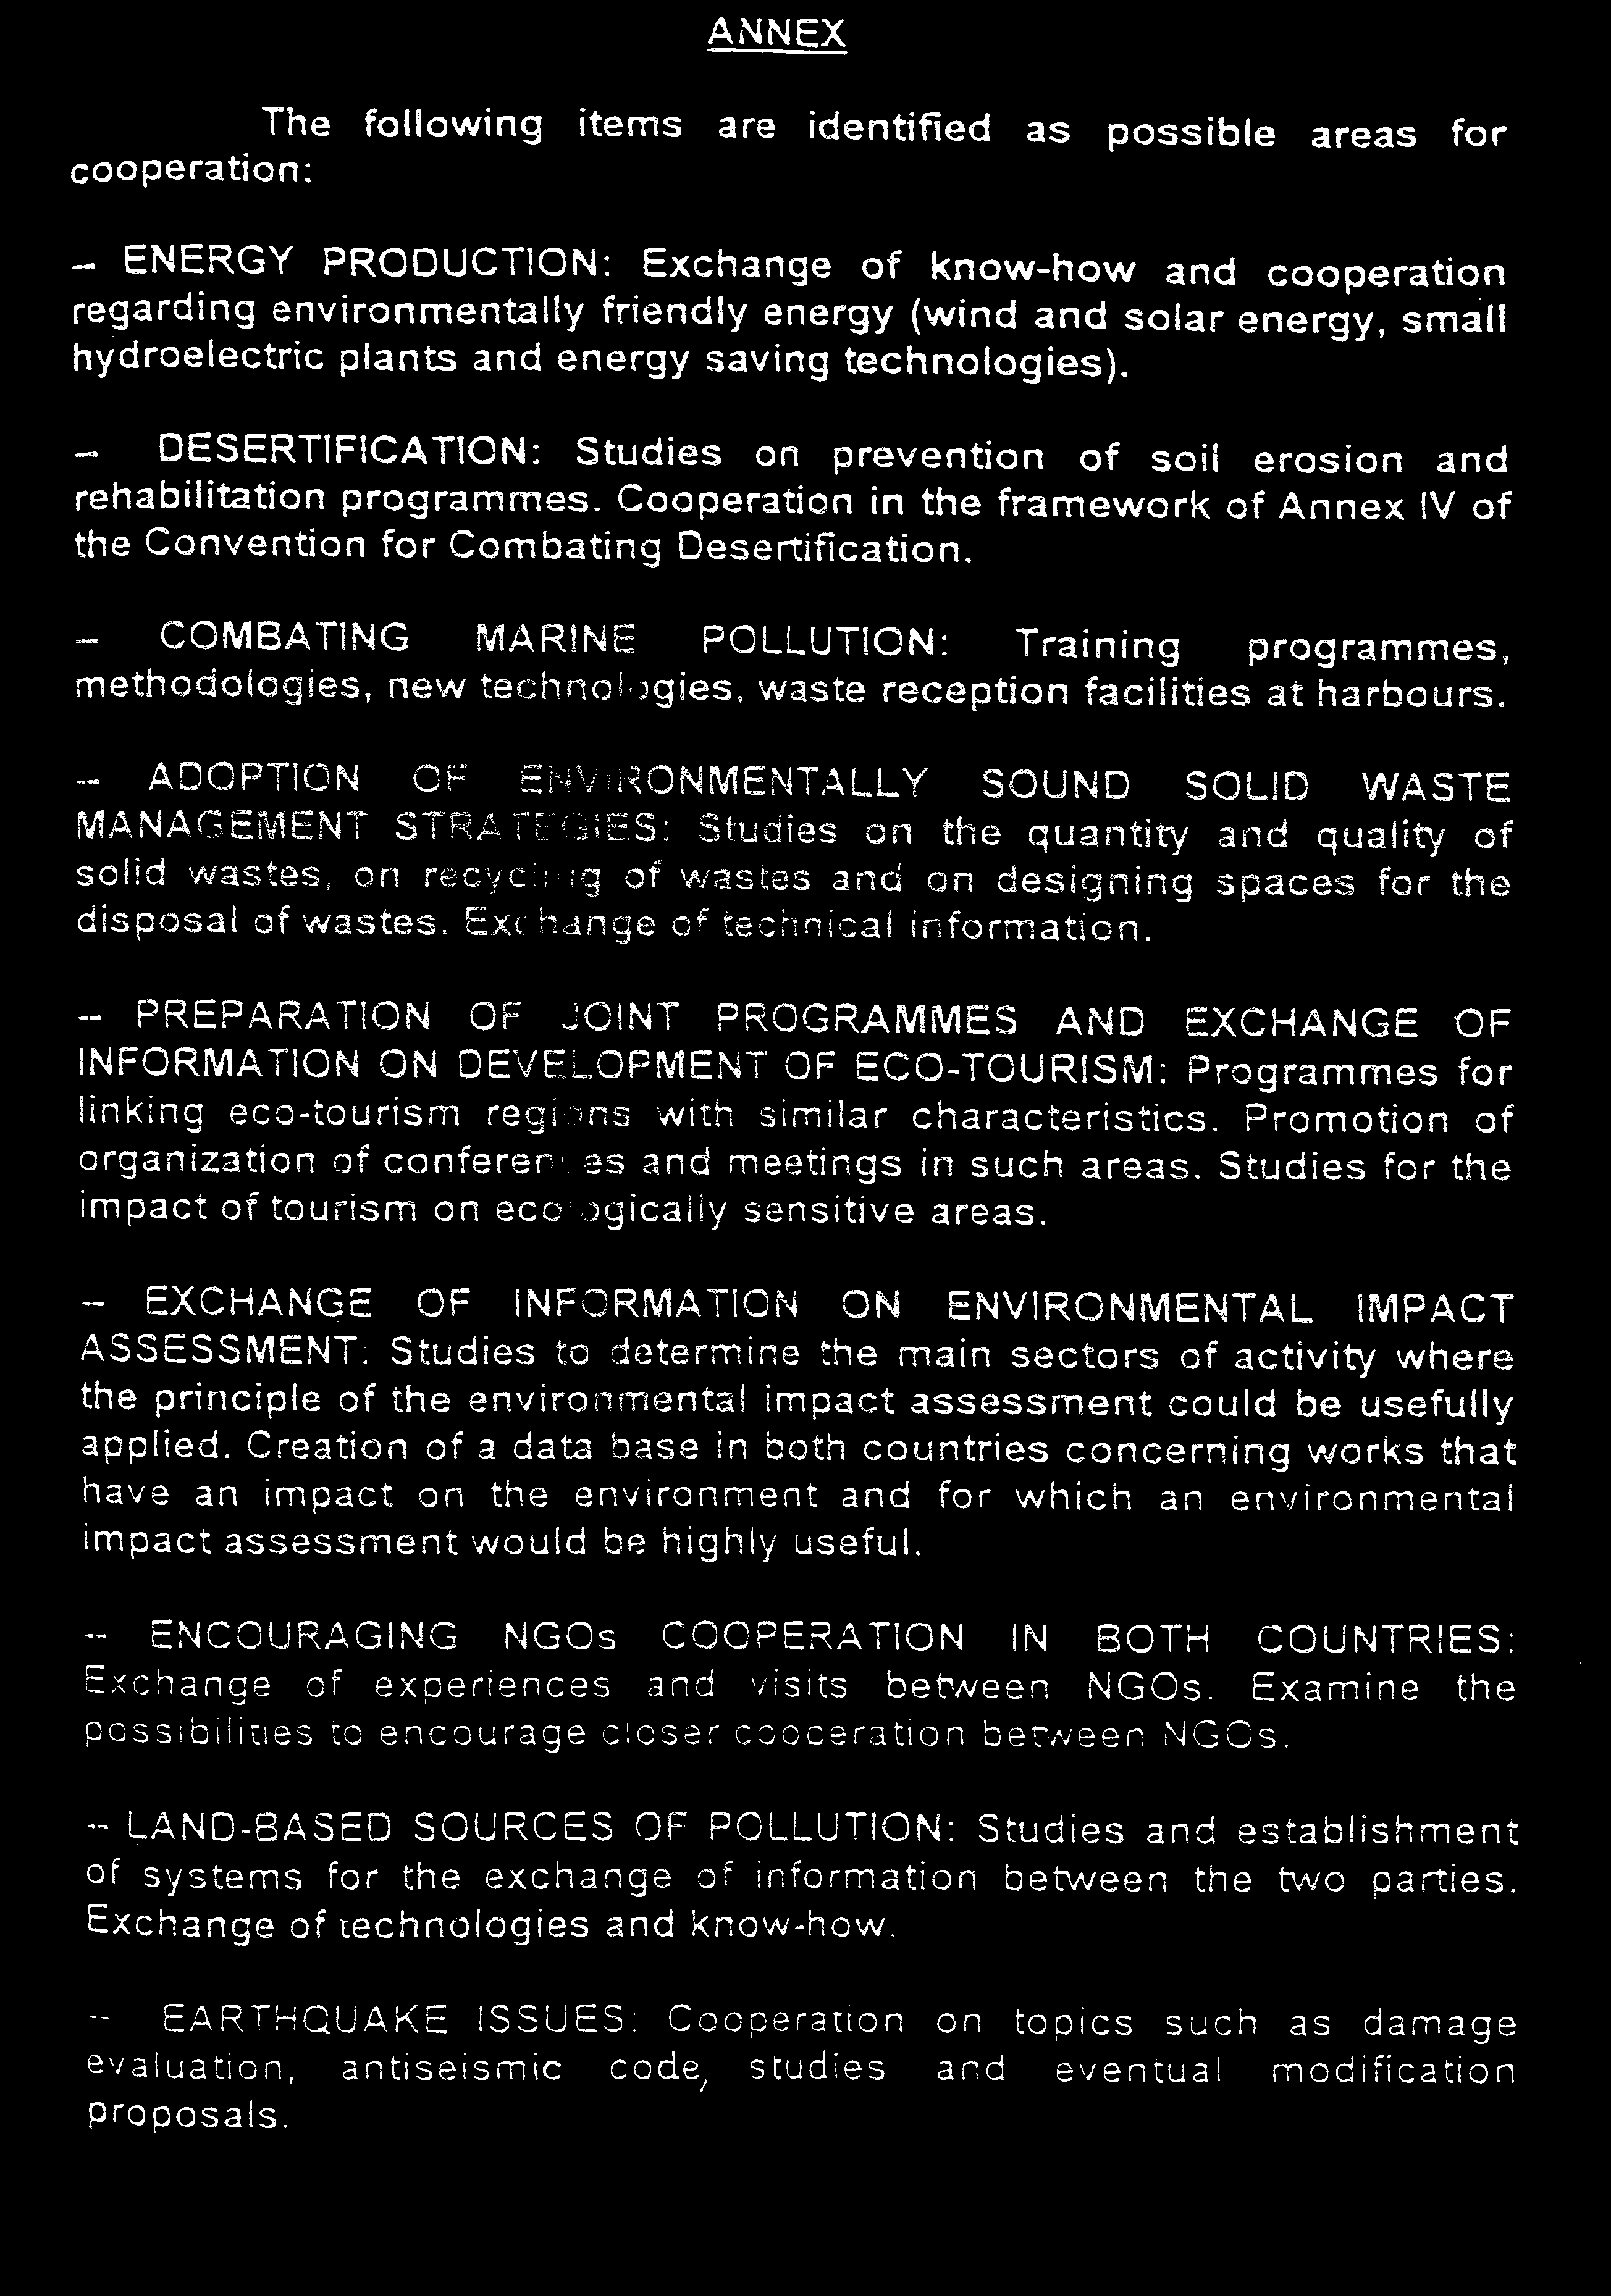 ANNEX
The following items are identified as possible areas for
cooperation:
– ENERGY PRODUCTION: Exchange of know-how and cooperation
regarding environmentally friendly energy (wind and solar energy, small
hydroelectric plants and energy saving technologies).
– DESERTIFICATION: Studies on prevention of soil erosion and
rehabilitation programmes. Cooperation in the framework of Annex IV of
the Convention for Combating Desertification.
– COMBATING MARINE POLLUTION: Training programmes,
methodologies, new technologies, waste reception facilities at harbours.
– ADOPTION OF ENVIRONMENTALLY SOUND SOLID WASTE
MANAGEMENT STRATEGIES: Studies on the quantity and quality of
solid wastes, on recycling of wastes and on designing spaces for the
disposal of wastes. Exchange of technical information.
– PREPARATION OF JOINT PROGRAMMES AND EXCHANGE OF
INFORMATION ON DEVELOPMENT OF ECO-TOURISM: Programmes for
linking eco-tourism regions with similar characteristics. Promotion of
organization of conferences and meetings in such areas. Studies for the
impact of tourism on ecologically sensitive areas.
– EXCHANGE OF INFORMATION ON ENVIRONMENTAL IMPACT
ASSESSMENT: Studies to determine the main sectors of activity where
the principle of the environmental impact assessment could be usefully
applied. Creation of a data base in both countries concerning works that
have an impact on the environment and for which an environmental
impact assessment would be highly useful.
– ENCOURAGING NGOs COOPERATION IN BOTH COUNTRIES:
Exchange of experiences and visits between NGOs. Examine the
possibilities to encourage closer cooperation between NGOs.
– LAND-BASED SOURCES OF POLLUTION: Studies and establishment
of systems for the exchange of information between the two parties.
Exchange of technologies and know-how.
– EARTHQUAKE ISSUES: Cooperation on topics such as damage
evaluation, antiseismic code, studies and eventual modification
proposals.